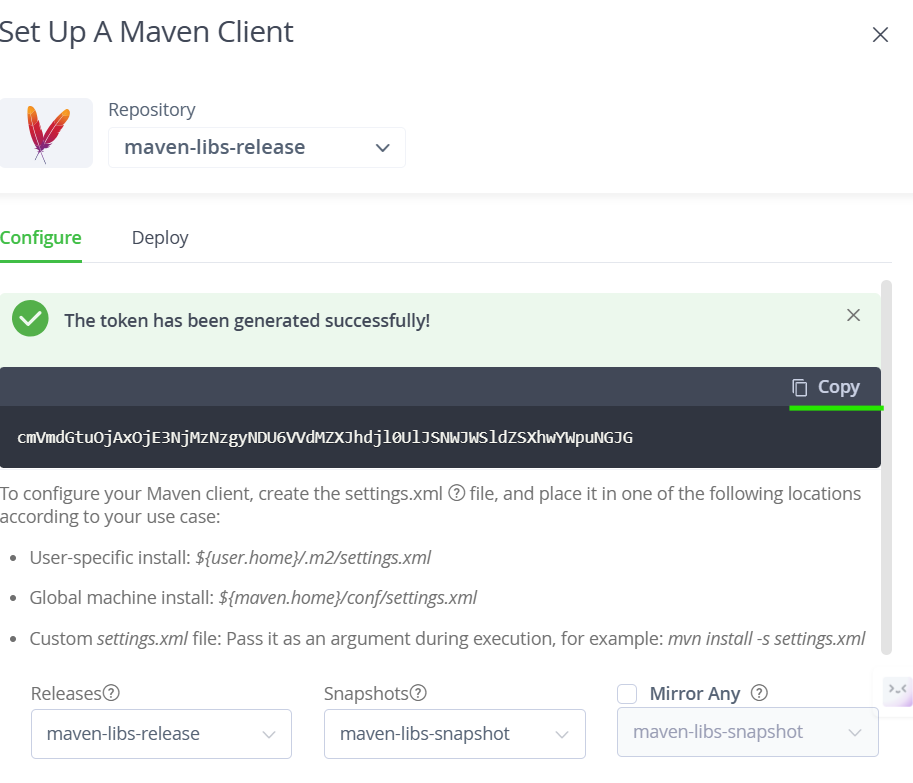 Set Up A Maven Client
Repository
maven-libs-release
Configure
Deploy
The token has been generated successfully!
Copy
cmVmdGtuOjAxOjE3NjMzNzgyNDU6VVdMZXJhdjl0UlJSNWJWSldZSXhwYWpuNGJG
To configure your Maven client, create the settings.xml ? file, and place it in one of the following locations
according to your use case:
• User-specific install: ${user.home}/.m2/settings.xml
• Global machine install: ${maven.home}/conf/settings.xml
• Custom settings.xml file: Pass it as an argument during execution, for example: mvn install -s settings.xml
Releases ?
Snapshots ?
Mirror Any ?
maven-libs-release
maven-libs-snapshot
maven-libs-snapshot